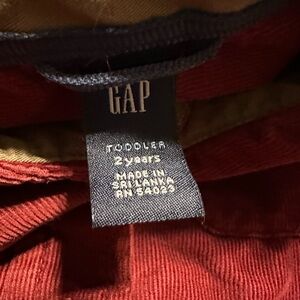 GAP
TODDLER
2 years
MADE IN
SRI LANKA
RN 54023